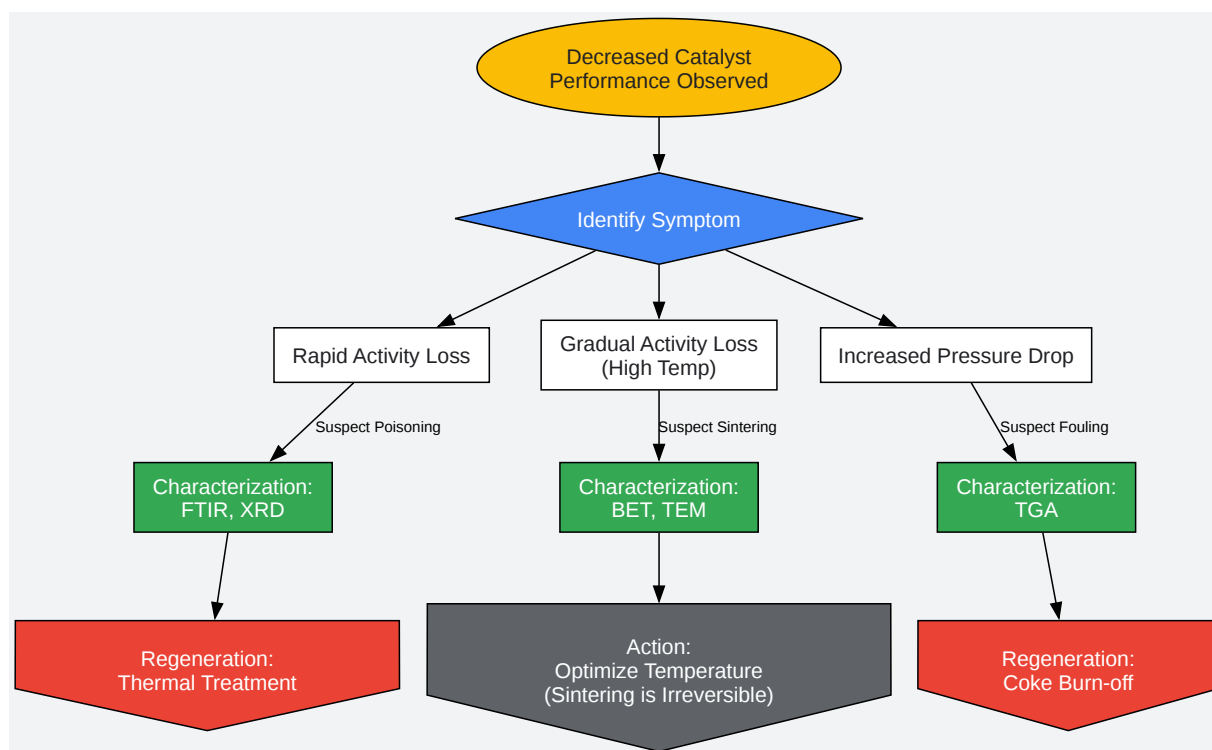 Decreased Catalyst
Performance Observed
Identify Symptom
Rapid Activity Loss
Gradual Activity Loss
(High Temp)
Increased Pressure Drop
Suspect Poisoning
Suspect Sintering
Suspect Fouling
Characterization:
FTIR, XRD
Characterization:
BET, TEM
Characterization:
TGA
Regeneration:
Thermal Treatment
Action:
Optimize Temperature
(Sintering is Irreversible)
Regeneration:
Coke Burn-off